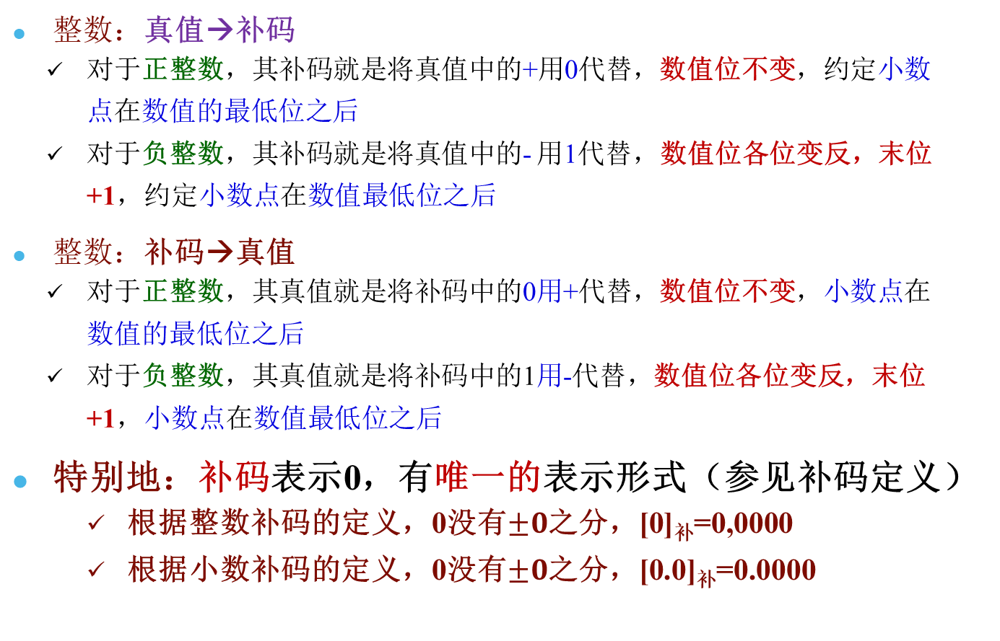 • 整数：真值→补码
✓ 对于正整数，其补码就是将真值中的+用0代替，数值位不变，约定小数
点在数值的最低位之后
✓ 对于负整数，其补码就是将真值中的- 用1代替，数值位各位变反，末位
+1，约定小数点在数值最低位之后
• 整数：补码→真值
✓ 对于正整数，其真值就是将补码中的0用+代替，数值位不变，小数点在
数值的最低位之后
✓ 对于负整数，其真值就是将补码中的1用-代替，数值位各位变反，末位
+1，小数点在数值最低位之后
• 特别地：补码表示0，有唯一的表示形式（参见补码定义）
✓ 根据整数补码的定义，0没有±0之分，[0]补=0,0000
✓ 根据小数补码的定义，0没有±0之分，[0.0]补=0.0000